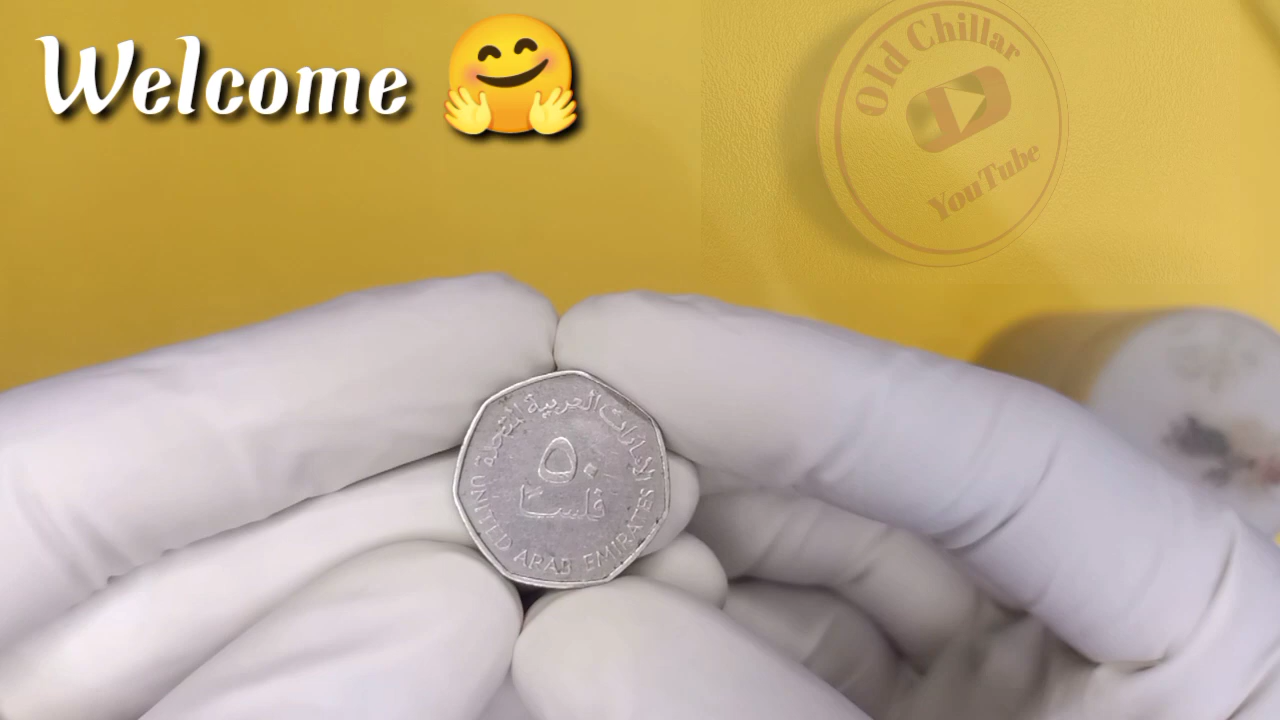 Welcome
Old Chillar
YouTube
الإمارات العربية المتحدة
٥٠
فلسا
UNITED ARAB EMIRATES